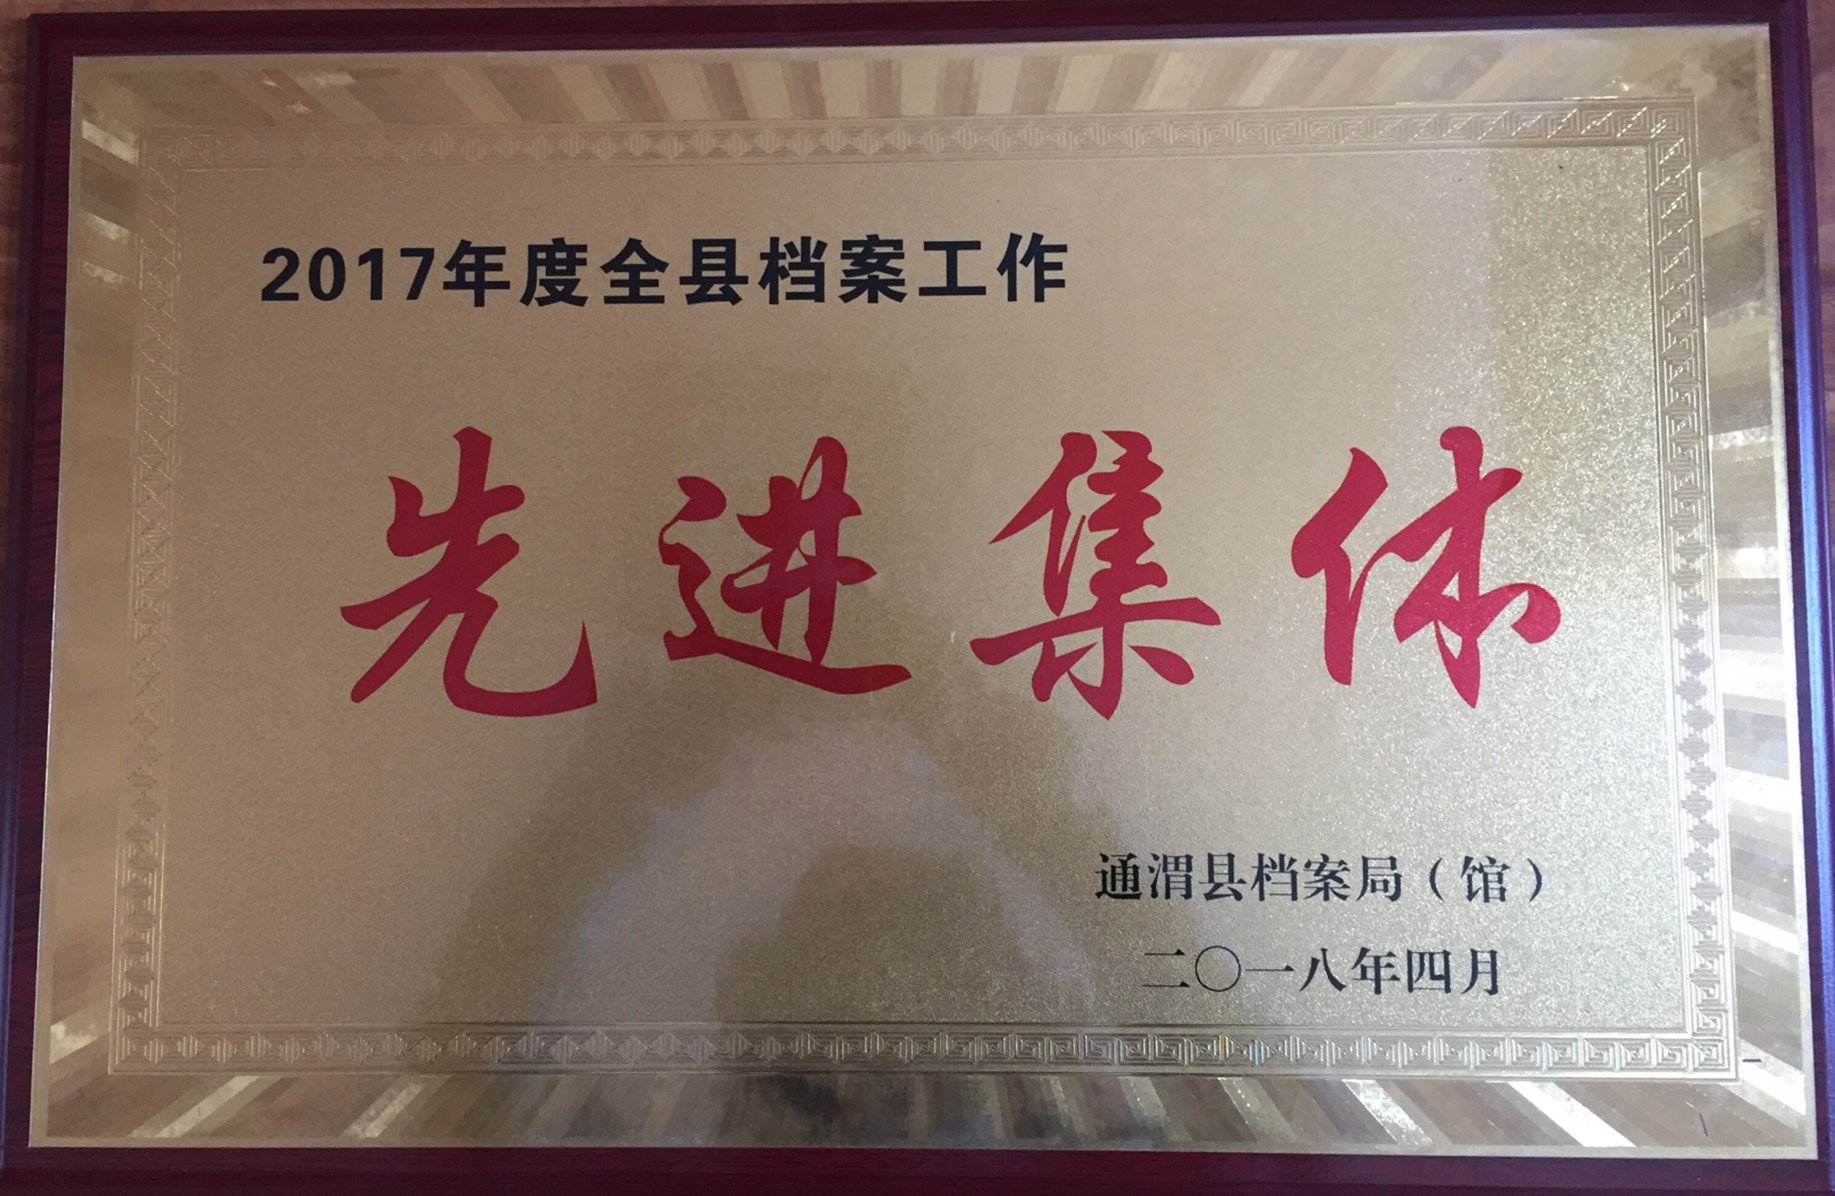 2017年度全县档案工作
先进集体
通渭县档案局（馆）
二〇一八年四月